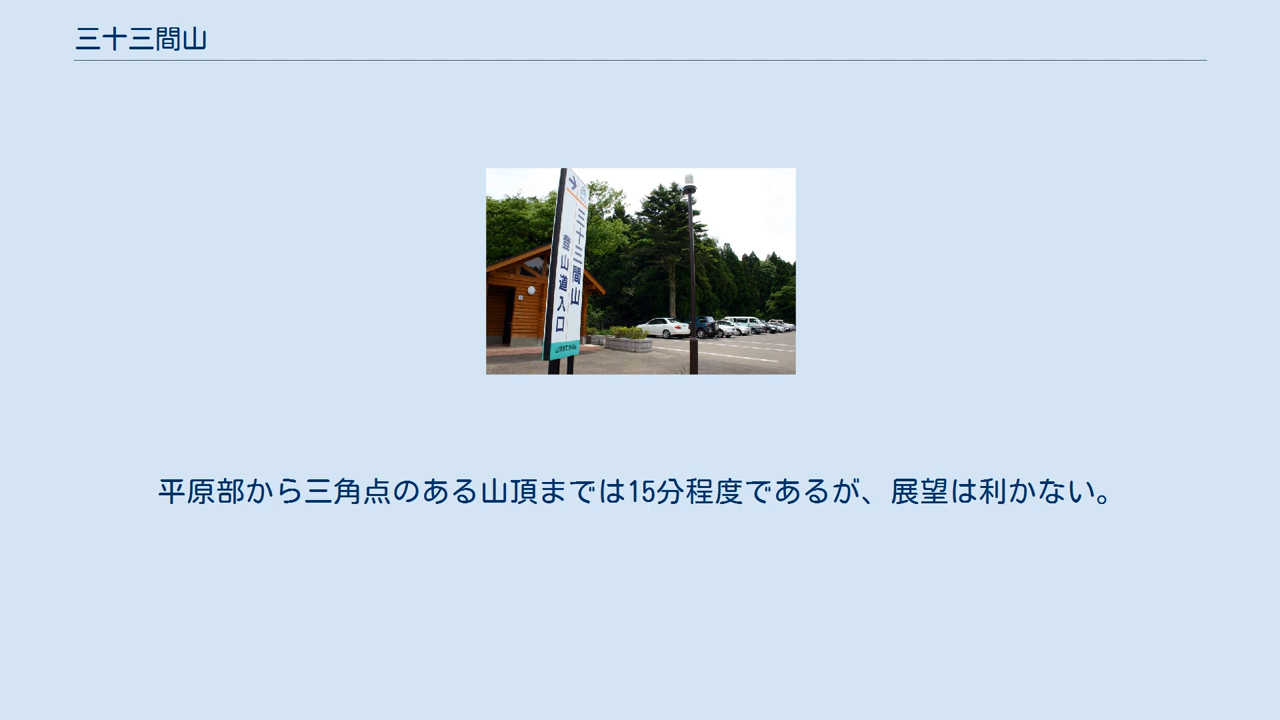 三十三間山
三十三間山
登山道入口
平原部から三角点のある山頂までは15分程度であるが、展望は利かない。